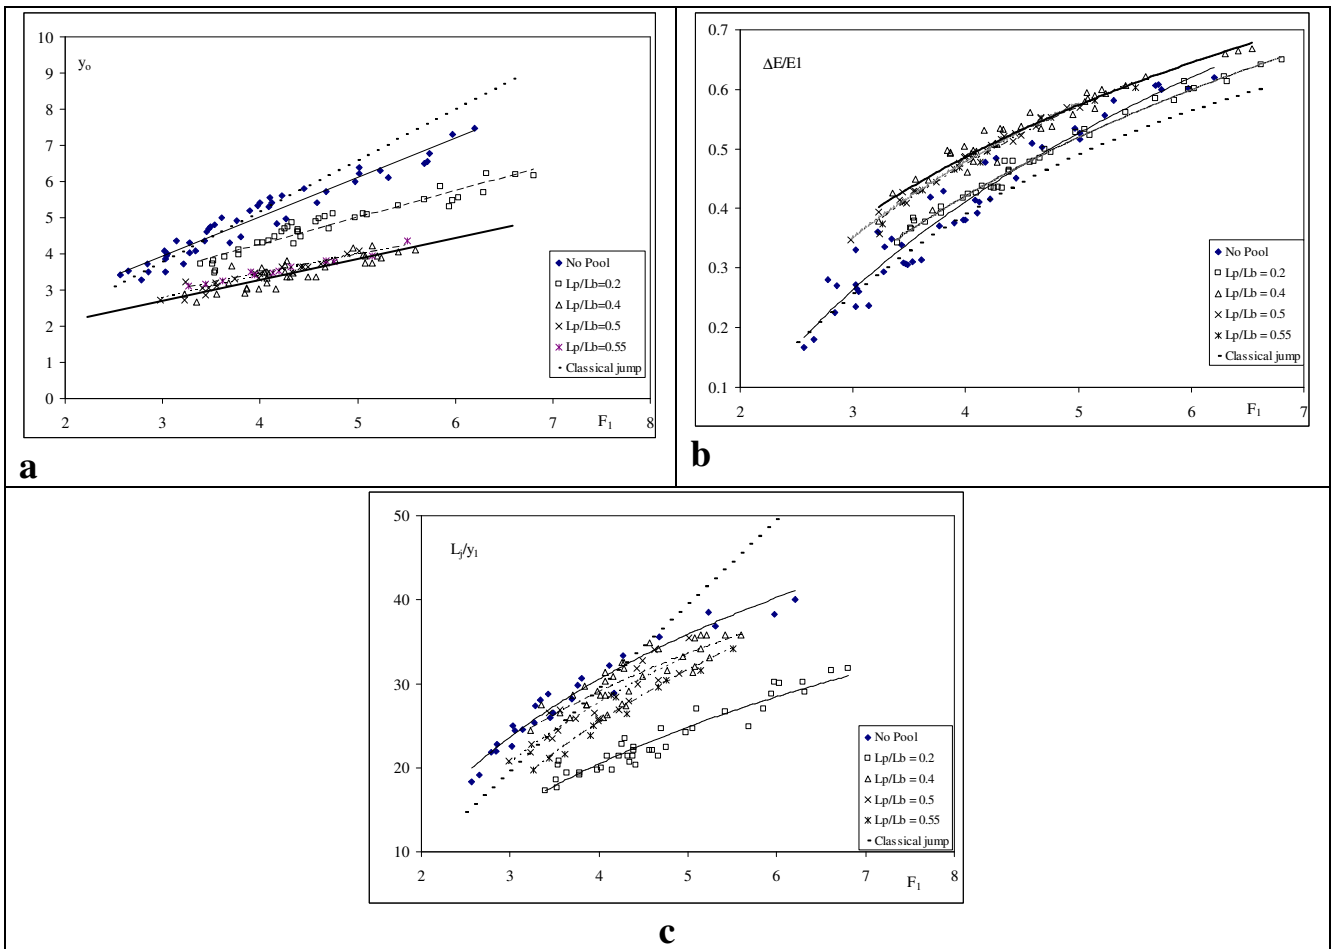 10
9
8
7
6
5
4
3
2
1
0
yₒ
No Pool
Lp/Lb=0.2
Lp/Lb=0.4
Lp/Lb=0.5
Lp/Lb=0.55
Classical jump
2 3 4 5 6 F₁ 7 8
a
0.7
0.6
0.5
0.4
0.3
0.2
0.1
ΔE/E1
No Pool
Lp/Lb = 0.2
Lp/Lb = 0.4
Lp/Lb = 0.5
Lp/Lb = 0.55
Classical jump
2 3 4 5 6 F₁ 7
b
50
40
30
20
10
Lⱼ/y₁
No Pool
Lp/Lb = 0.2
Lp/Lb = 0.4
Lp/Lb = 0.5
Lp/Lb = 0.55
Classical jump
2 3 4 5 6 7 F₁ 8
c